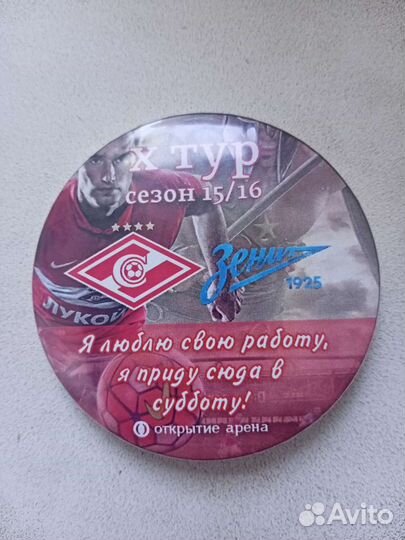 X ТУР
сезон 15/16
Зенит
1925
ЛУКОЙ
Я люблю свою работу,
я приду сюда в
субботу!
открытие арена
Avito